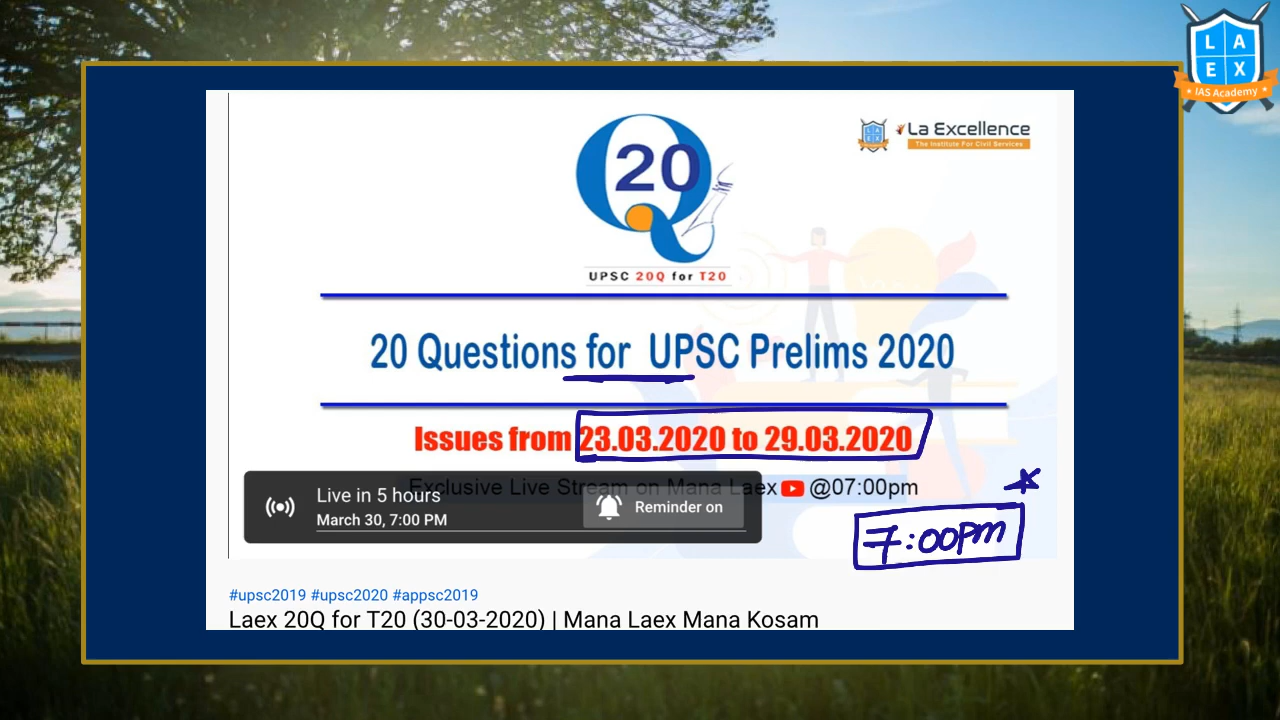 L A
E X
IAS Academy
L A
E X
La Excellence
The Institute For Civil Services
20
UPSC 20Q for T20
20 Questions for UPSC Prelims 2020
Issues from 23.03.2020 to 29.03.2020
Exclusive Live Stream on Mana Laex @07:00pm
Live in 5 hours
March 30, 7:00 PM
Reminder on
7:00pm
#upsc2019 #upsc2020 #appsc2019
Laex 20Q for T20 (30-03-2020) | Mana Laex Mana Kosam